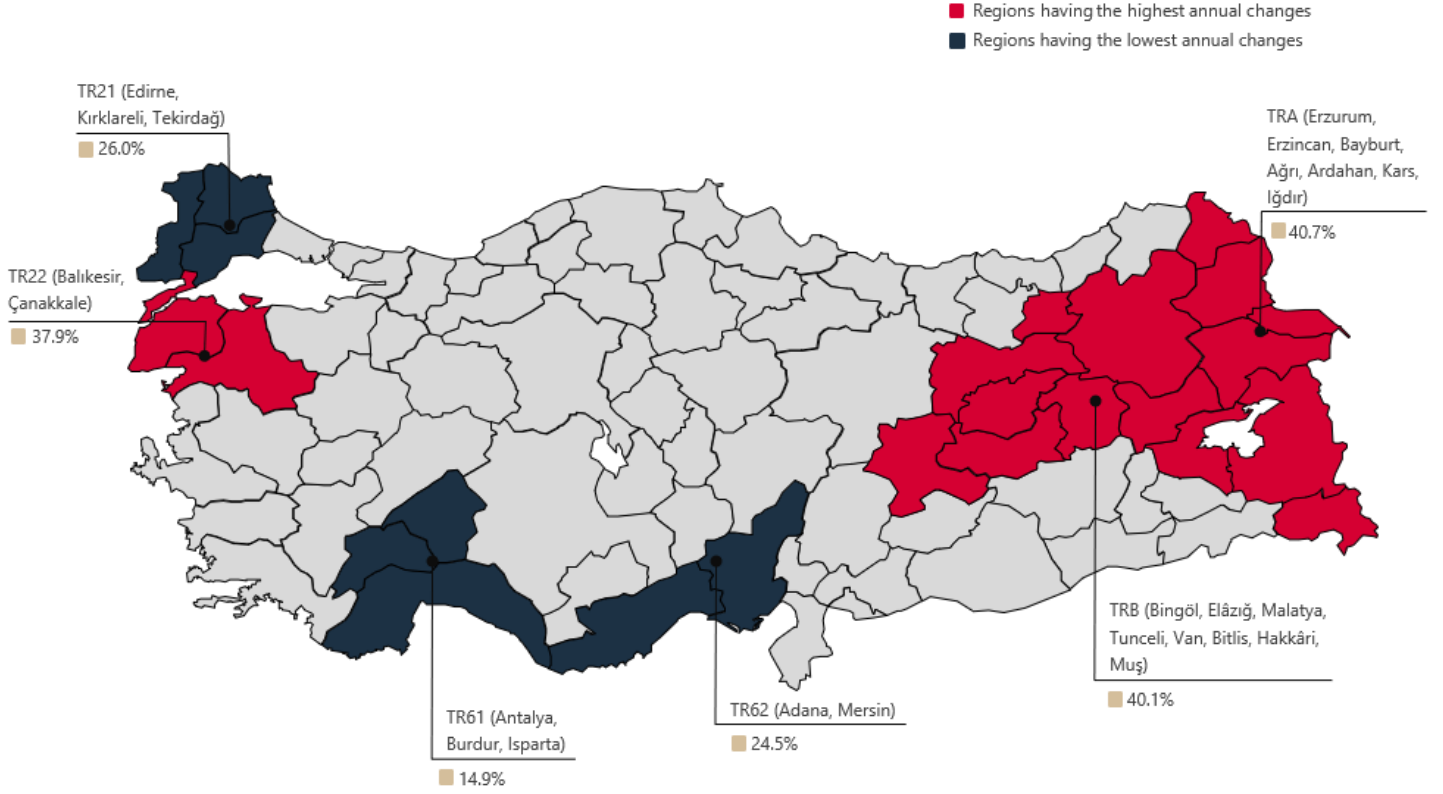 Regions having the highest annual changes
Regions having the lowest annual changes
TR21 (Edirne,
Kırklareli, Tekirdağ)
26.0%
TRA (Erzurum,
Erzincan, Bayburt,
Ağrı, Ardahan, Kars,
Iğdır)
40.7%
TR22 (Balıkesir,
Çanakkale)
37.9%
TRB (Bingöl, Elâzığ, Malatya,
Tunceli, Van, Bitlis, Hakkâri,
Muş)
40.1%
TR61 (Antalya,
Burdur, Isparta)
14.9%
TR62 (Adana, Mersin)
24.5%